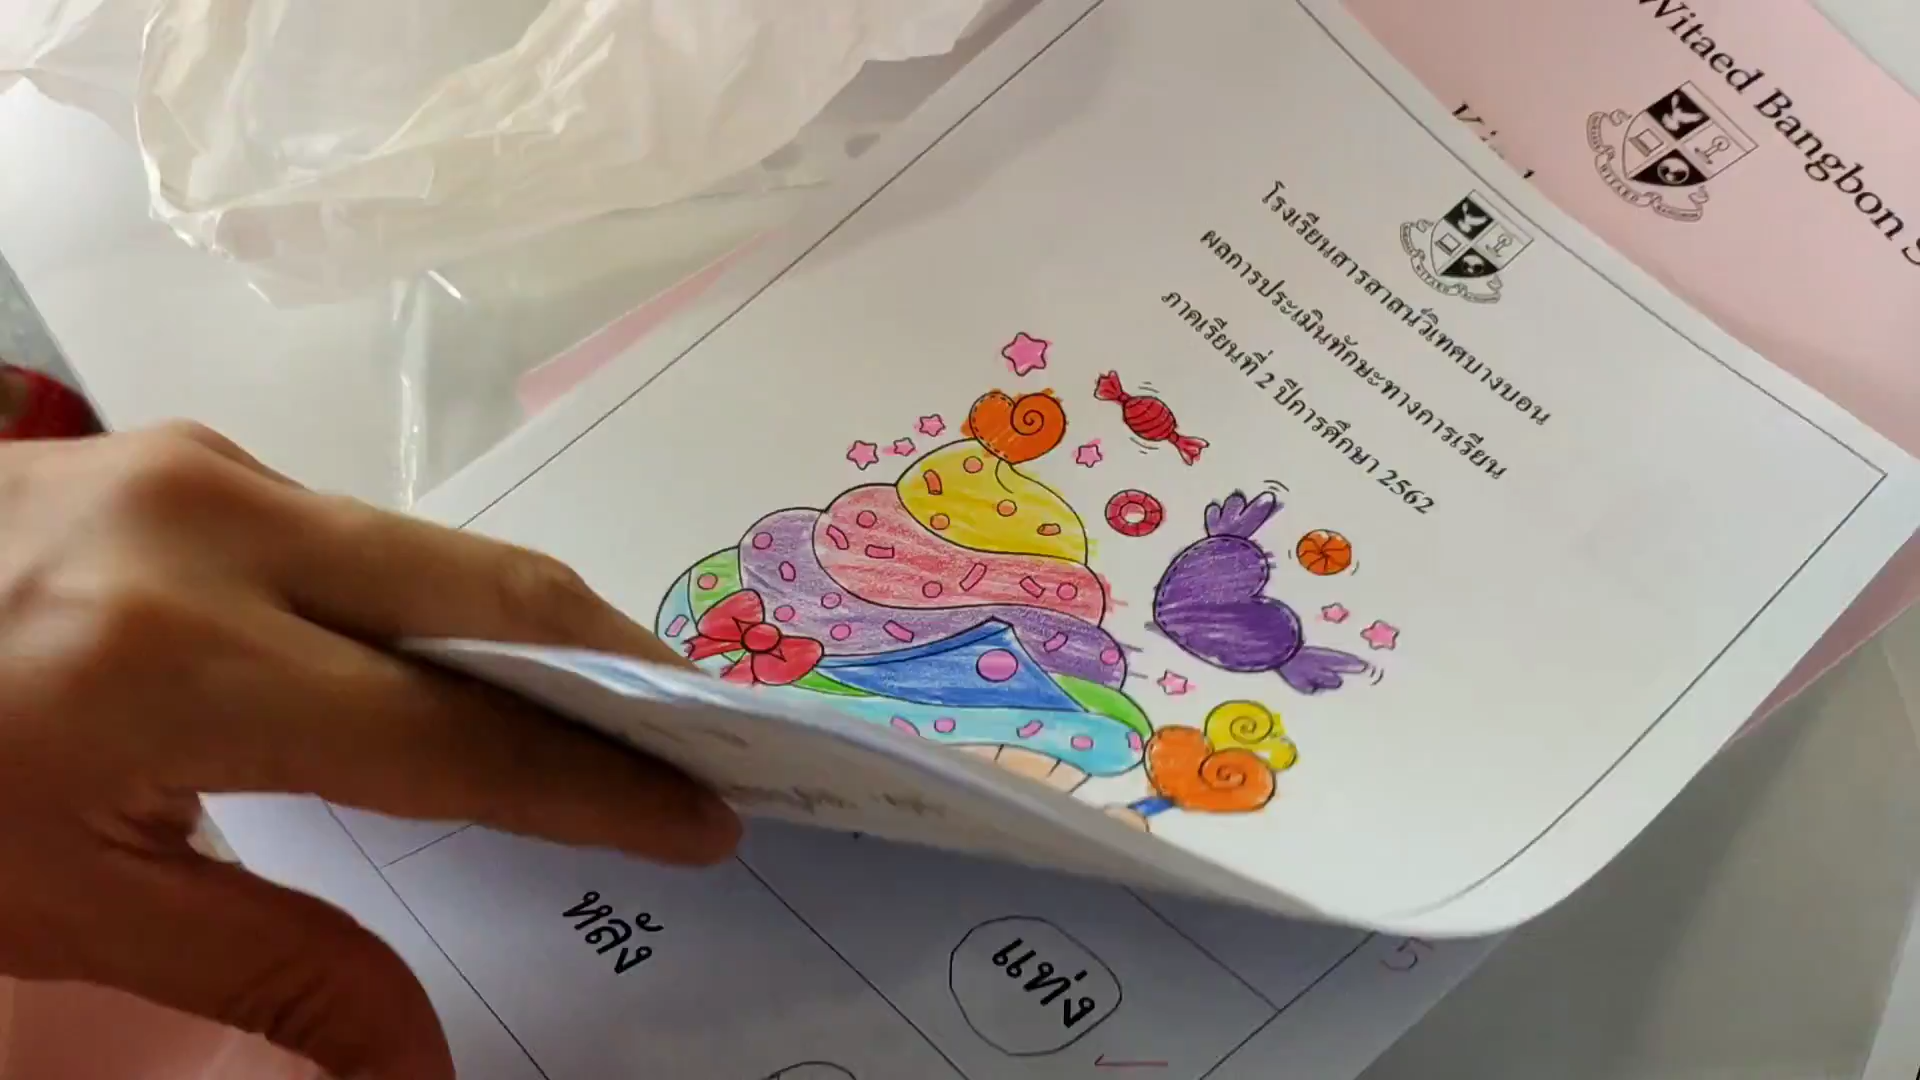 Witaed Bangbon
โรงเรียนสารสาสน์วิเทศบางบอน
ผลการประเมินทักษะทางการเรียน
ภาคเรียนที่ 2 ปีการศึกษา 2562
หลัง
แท่ง
5